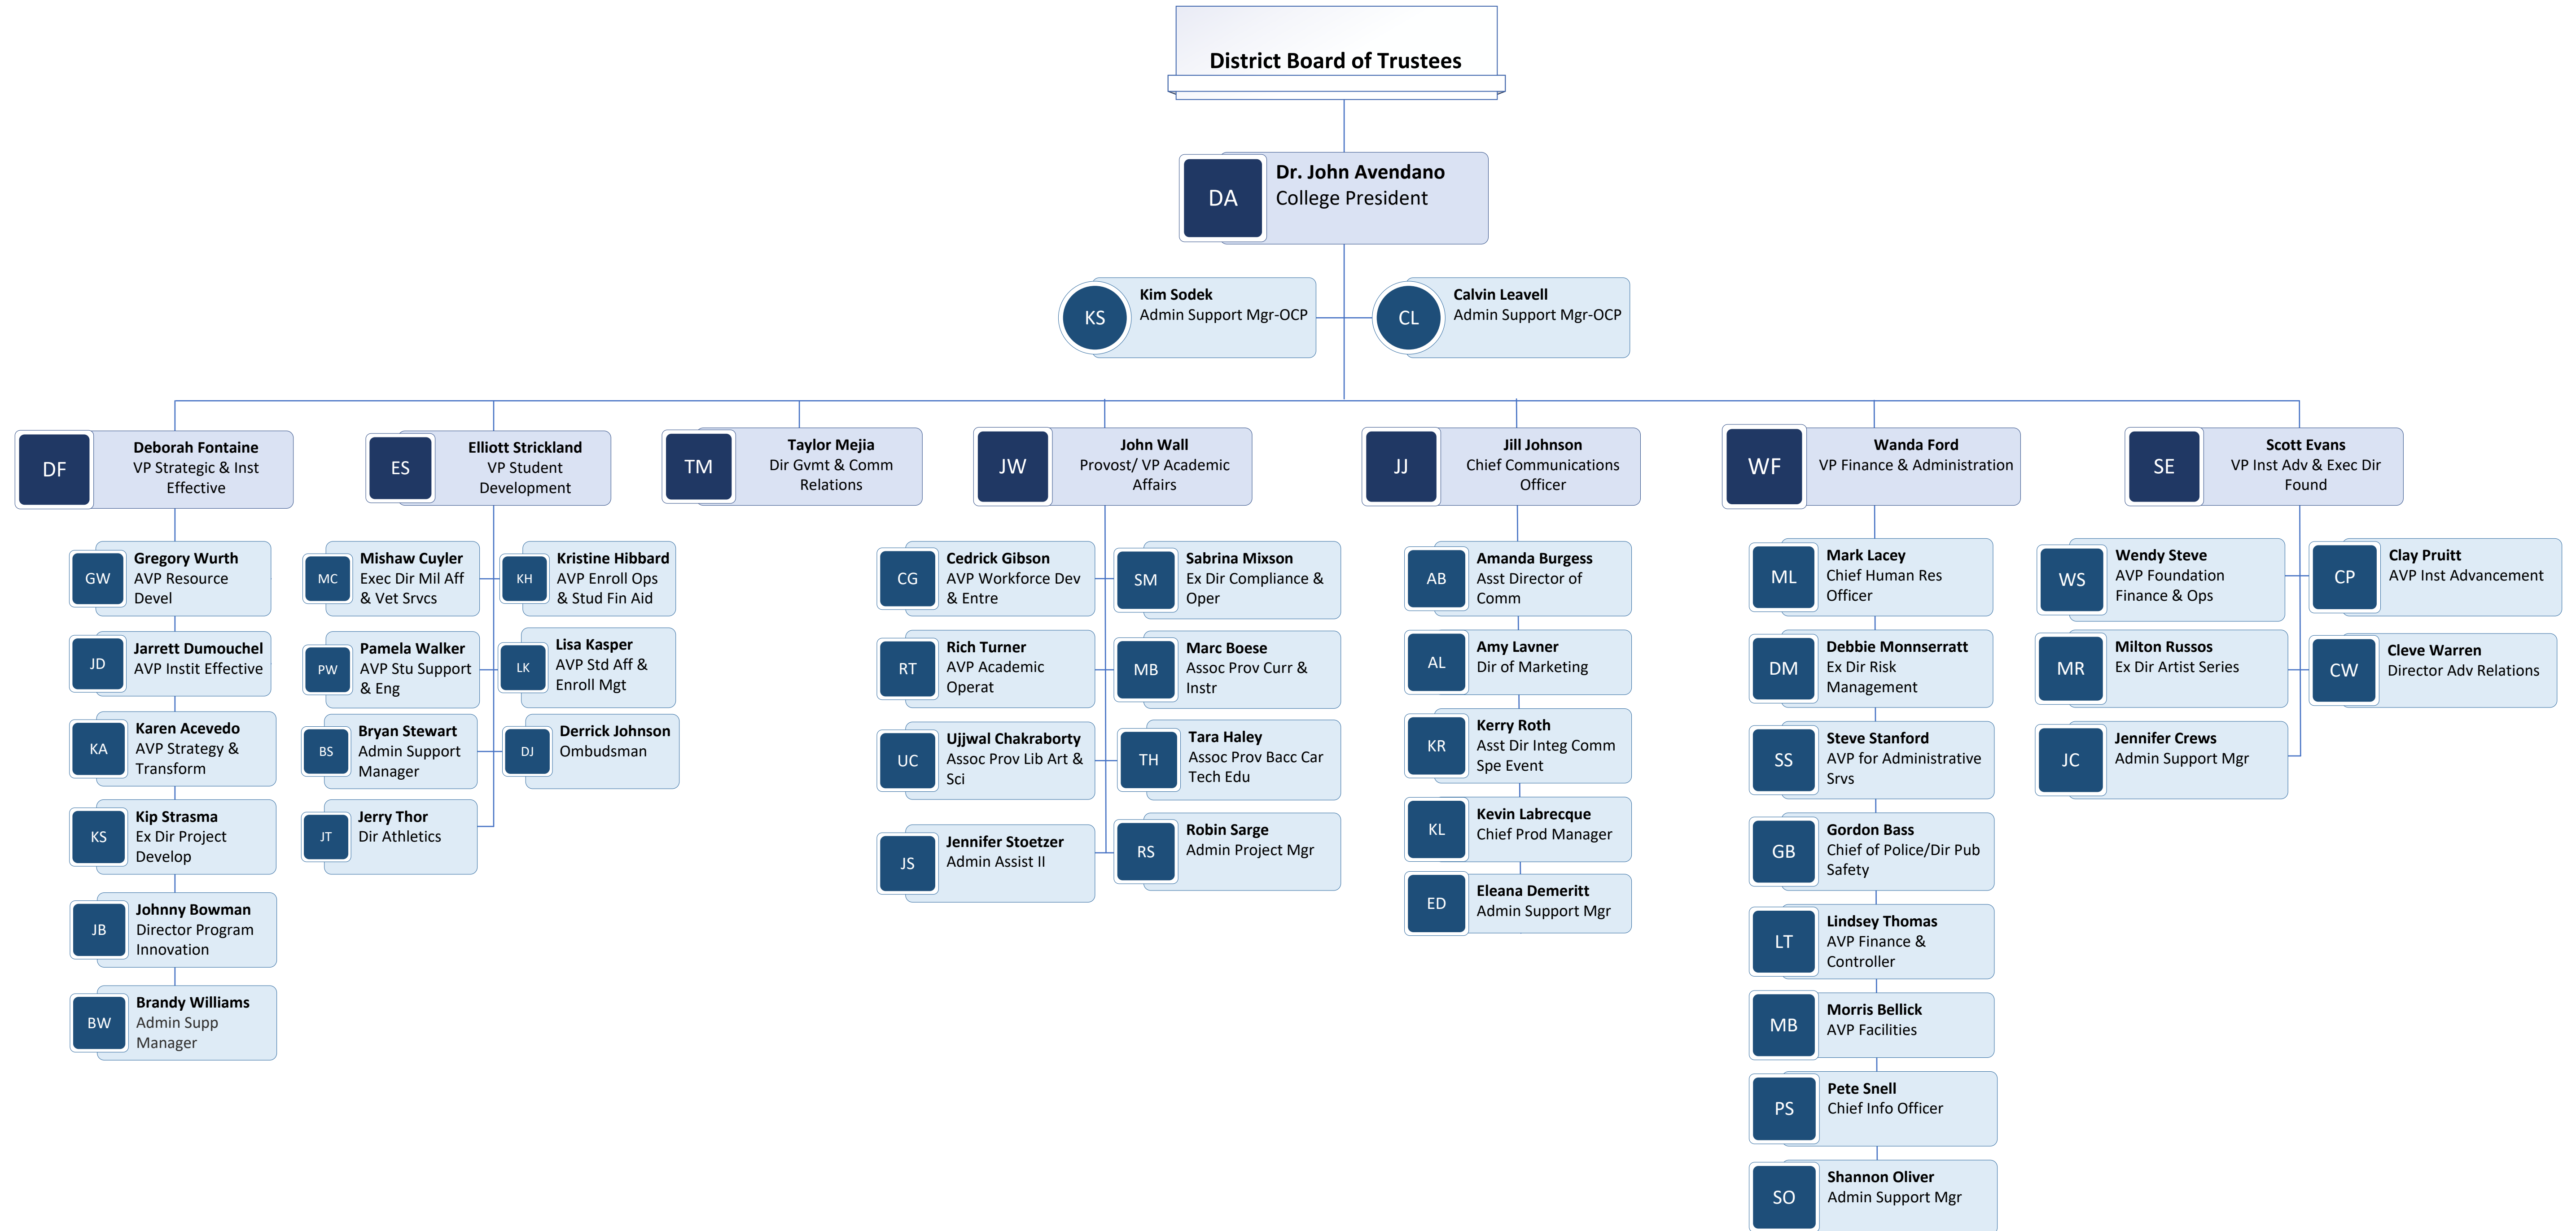 District Board of Trustees
DA
Dr. John Avendano
College President
KS
Kim Sodek
Admin Support Mgr-OCP
CL
Calvin Leavell
Admin Support Mgr-OCP
DF
Deborah Fontaine
VP Strategic & Inst
Effective
ES
Elliott Strickland
VP Student
Development
TM
Taylor Mejia
Dir Gvmt & Comm
Relations
JW
John Wall
Provost/ VP Academic
Affairs
JJ
Jill Johnson
Chief Communications
Officer
WF
Wanda Ford
VP Finance & Administration
SE
Scott Evans
VP Inst Adv & Exec Dir
Found
GW
Gregory Wurth
AVP Resource
Devel
JD
Jarrett Dumouchel
AVP Instit Effective
KA
Karen Acevedo
AVP Strategy &
Transform
KS
Kip Strasma
Ex Dir Project
Develop
JB
Johnny Bowman
Director Program
Innovation
BW
Brandy Williams
Admin Supp
Manager
MC
Mishaw Cuyler
Exec Dir Mil Aff
& Vet Srvcs
KH
Kristine Hibbard
AVP Enroll Ops
& Stud Fin Aid
PW
Pamela Walker
AVP Stu Support
& Eng
LK
Lisa Kasper
AVP Std Aff &
Enroll Mgt
BS
Bryan Stewart
Admin Support
Manager
DJ
Derrick Johnson
Ombudsman
JT
Jerry Thor
Dir Athletics
CG
Cedrick Gibson
AVP Workforce Dev
& Entre
SM
Sabrina Mixson
Ex Dir Compliance &
Oper
RT
Rich Turner
AVP Academic
Operat
MB
Marc Boese
Assoc Prov Curr &
Instr
UC
Ujjwal Chakraborty
Assoc Prov Lib Art &
Sci
TH
Tara Haley
Assoc Prov Bacc Car
Tech Edu
JS
Jennifer Stoetzer
Admin Assist II
RS
Robin Sarge
Admin Project Mgr
AB
Amanda Burgess
Asst Director of
Comm
AL
Amy Lavner
Dir of Marketing
KR
Kerry Roth
Asst Dir Integ Comm
Spe Event
KL
Kevin Labrecque
Chief Prod Manager
ED
Eleana Demeritt
Admin Support Mgr
ML
Mark Lacey
Chief Human Res
Officer
DM
Debbie Monnserratt
Ex Dir Risk
Management
SS
Steve Stanford
AVP for Administrative
Srvs
GB
Gordon Bass
Chief of Police/Dir Pub
Safety
LT
Lindsey Thomas
AVP Finance &
Controller
MB
Morris Bellick
AVP Facilities
PS
Pete Snell
Chief Info Officer
SO
Shannon Oliver
Admin Support Mgr
WS
Wendy Steve
AVP Foundation
Finance & Ops
CP
Clay Pruitt
AVP Inst Advancement
MR
Milton Russos
Ex Dir Artist Series
CW
Cleve Warren
Director Adv Relations
JC
Jennifer Crews
Admin Support Mgr